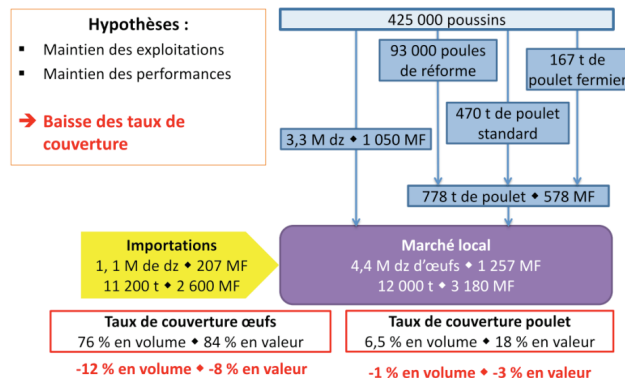 Hypothèses :
▪ Maintien des exploitations
▪ Maintien des performances
➔ Baisse des taux de
couverture
425 000 poussins
93 000 poules
de réforme
167 t de
poulet fermier
470 t de poulet
standard
3,3 M dz ◆ 1 050 MF
778 t de poulet ◆ 578 MF
Importations
1, 1 M de dz ◆ 207 MF
11 200 t ◆ 2 600 MF
Marché local
4,4 M dz d'œufs ◆ 1 257 MF
12 000 t ◆ 3 180 MF
Taux de couverture œufs
76 % en volume ◆ 84 % en valeur
-12 % en volume ◆ -8 % en valeur
Taux de couverture poulet
6,5 % en volume ◆ 18 % en valeur
-1 % en volume ◆ -3 % en valeur